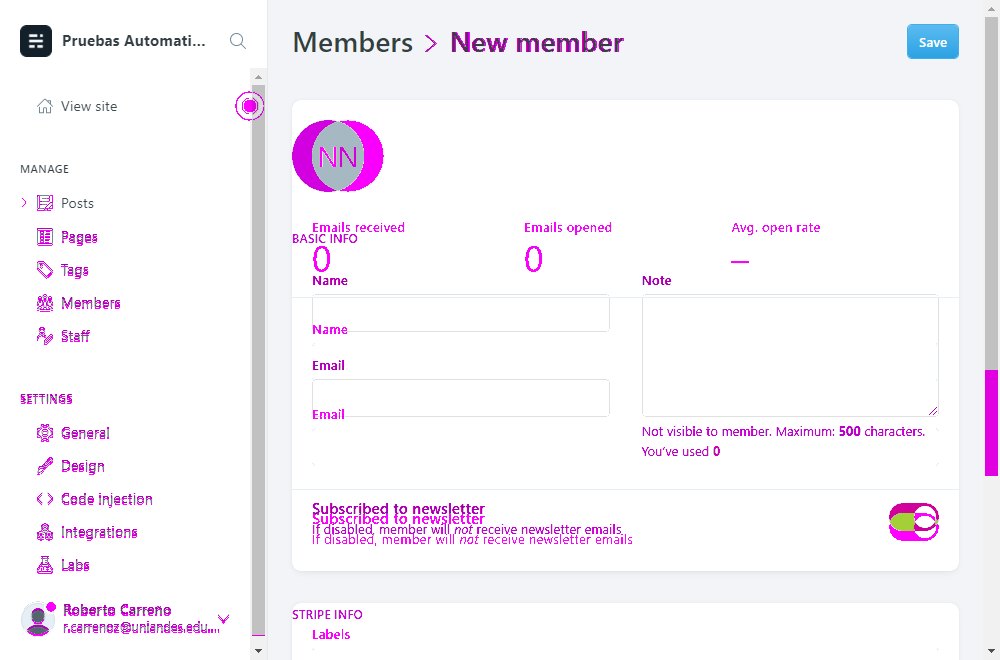 Pruebas Automati...
View site
MANAGE
Posts
Pages
Tags
Members
Staff
SETTINGS
General
Design
Code injection
Integrations
Labs
Roberto Carreño
r.carrenoz@uniandes.edu....
Members > New member
Save
NN
Emails received
Emails opened
Avg. open rate
BASIC INFO
0
0
—
Name
Note
Name
Email
Email
Not visible to member. Maximum: 500 characters.
You've used 0
Subscribed to newsletter
Subscribed to newsletter
If disabled, member will not receive newsletter emails
If disabled, member will not receive newsletter emails
STRIPE INFO
Labels